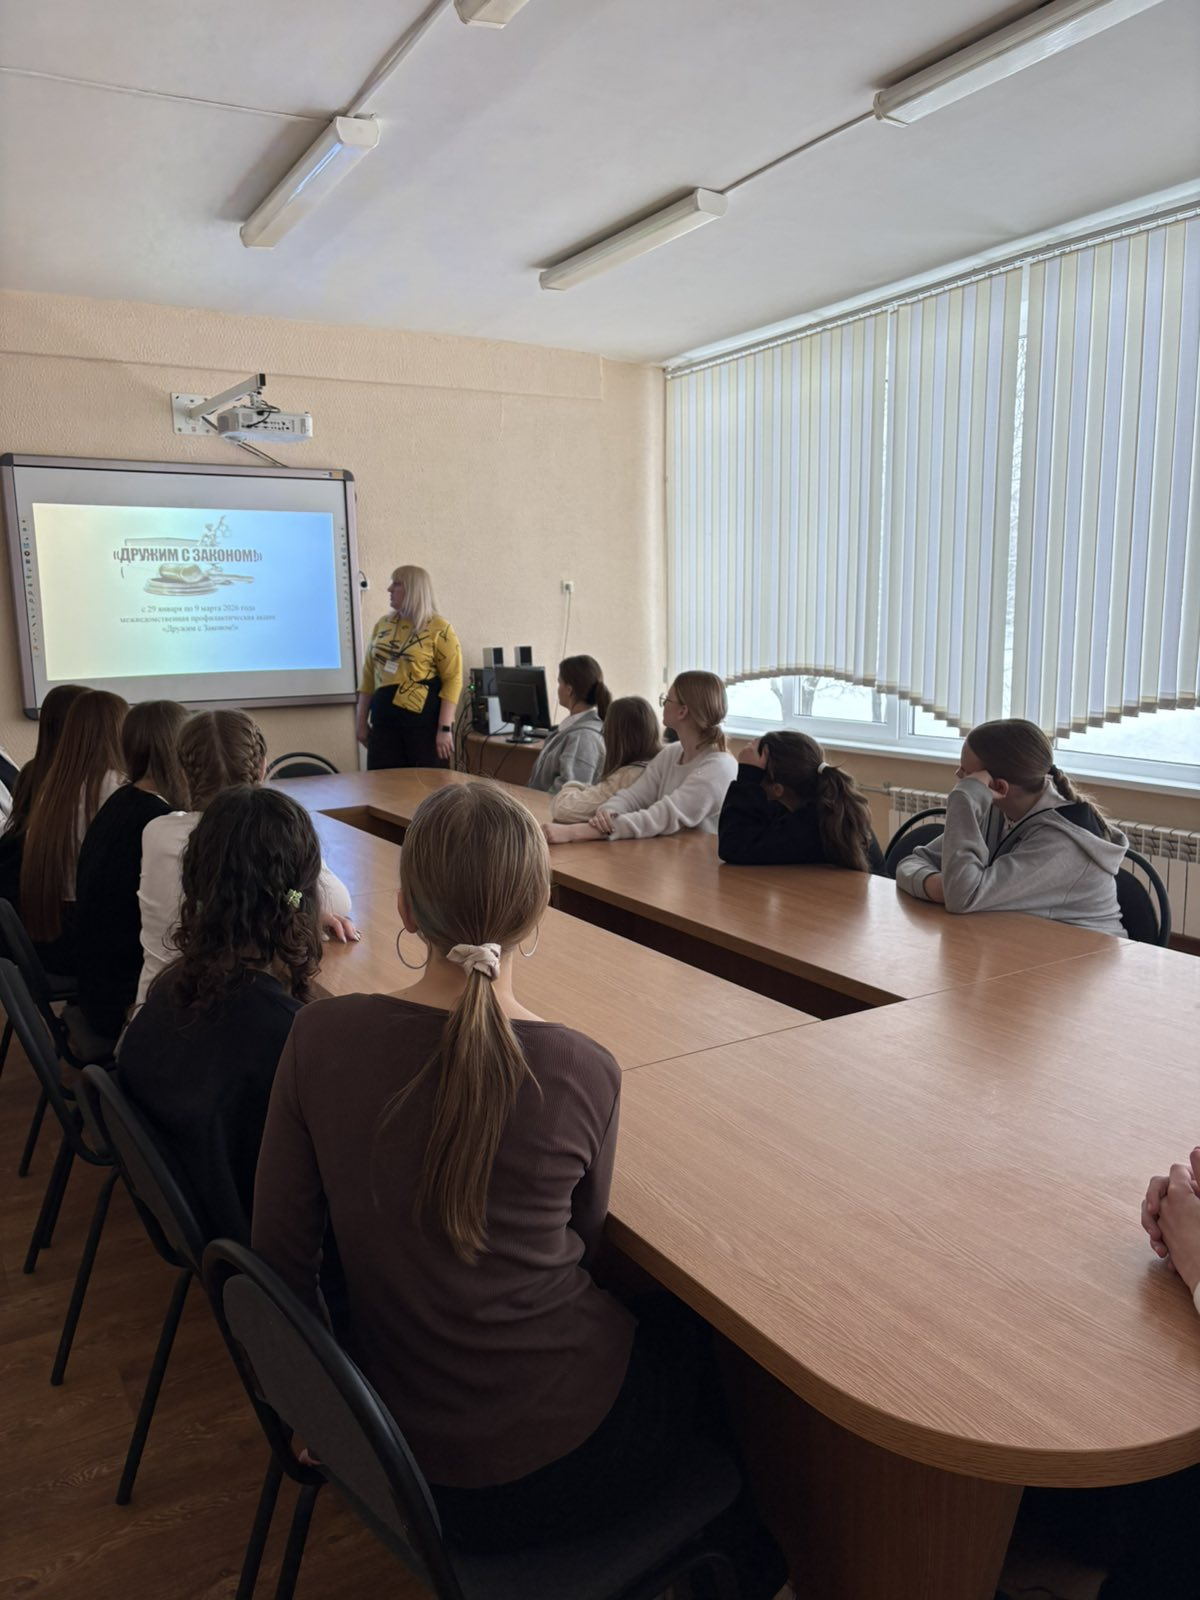 «ДРУЖИМ С ЗАКОНОМ!»
с 29 января по 9 марта 2026 года
межведомственная профилактическая акция
«Дружим с Законом!»